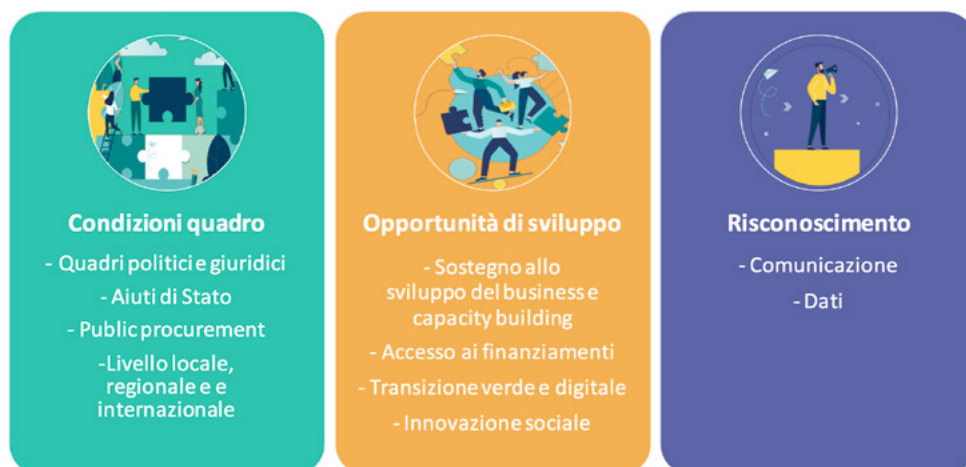 Condizioni quadro
- Quadri politici e giuridici
- Aiuti di Stato
- Public procurement
-Livello locale,
regionale e e
internazionale
Opportunità di sviluppo
- Sostegno allo
sviluppo del business e
capacity building
- Accesso ai finanziamenti
- Transizione verde e digitale
- Innovazione sociale
Risconoscimento
- Comunicazione
- Dati